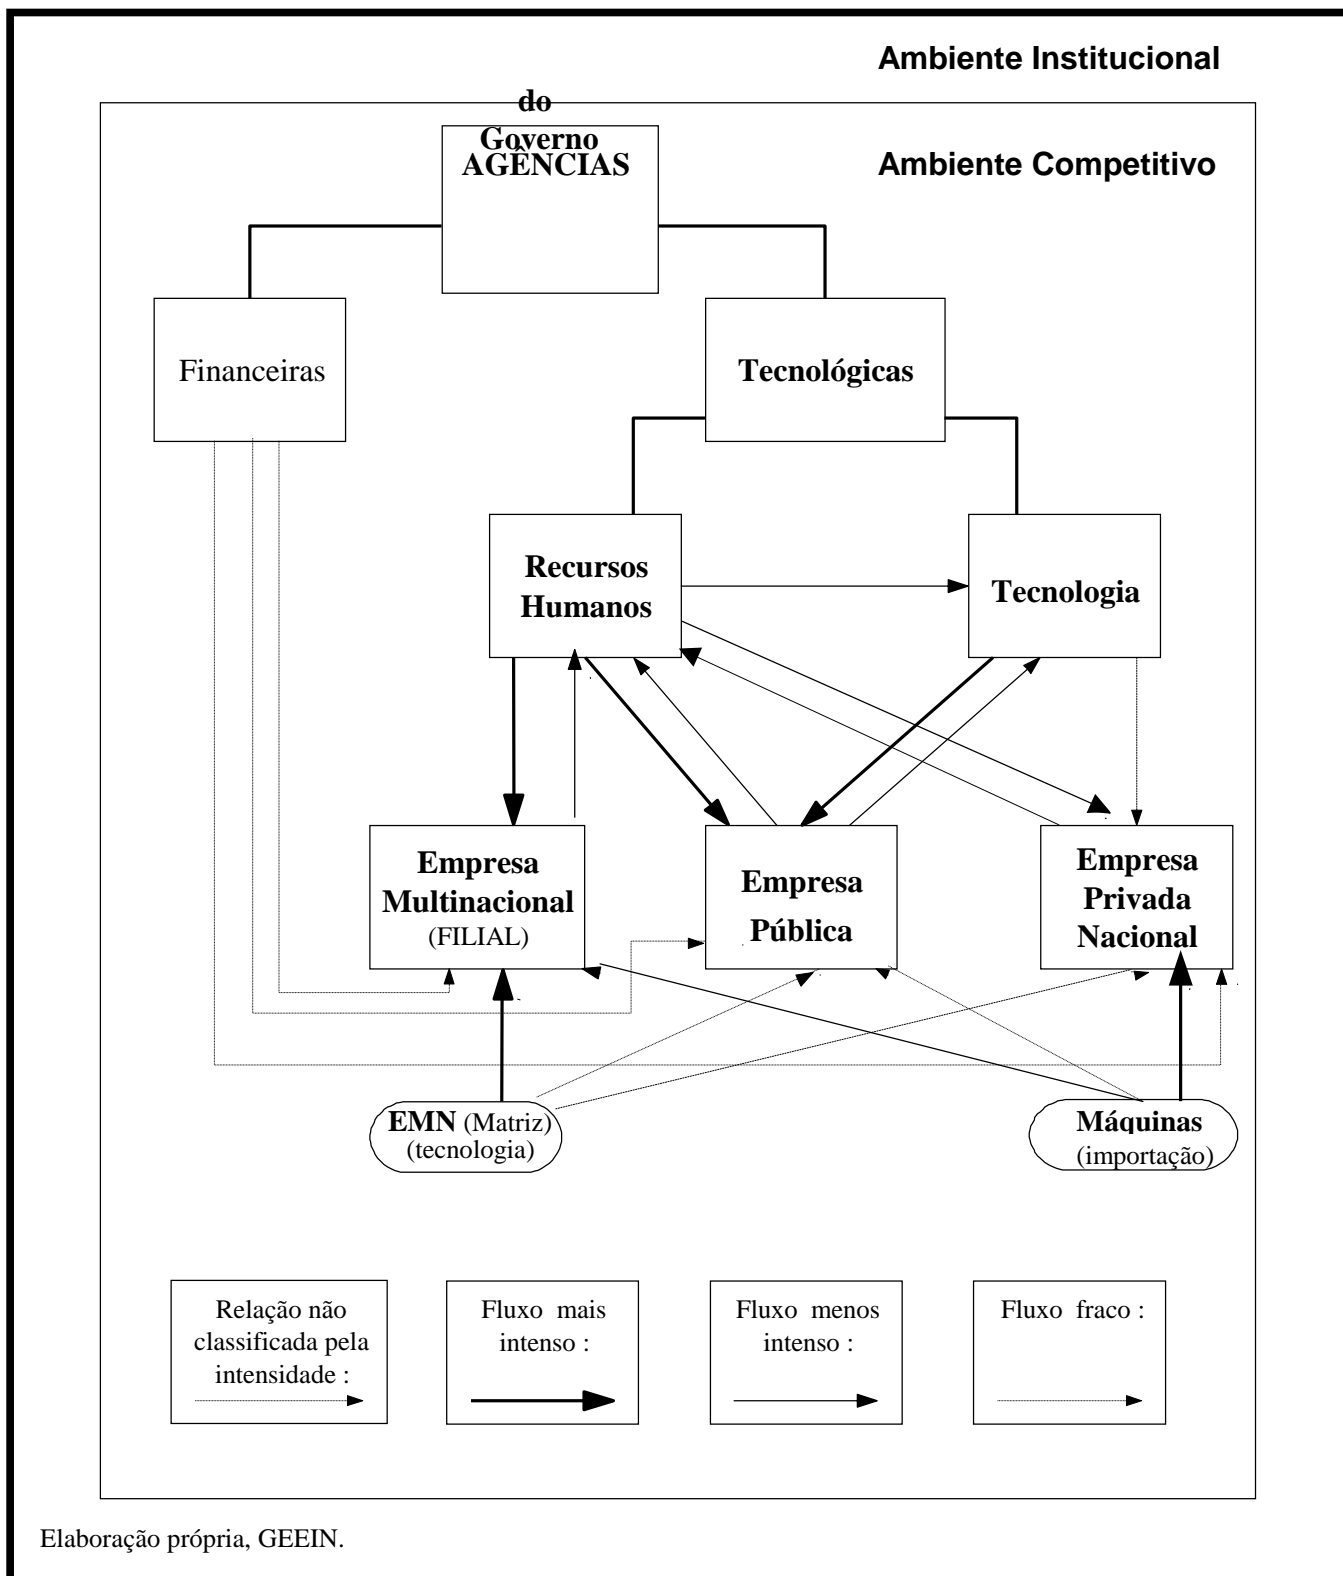 Ambiente Institucional
do
Governo
AGÊNCIAS
Ambiente Competitivo
Financeiras
Tecnológicas
Recursos
Humanos
Tecnologia
Empresa
Multinacional
(FILIAL)
Empresa
Pública
Empresa
Privada
Nacional
EMN (Matriz)
(tecnologia)
Máquinas
(importação)
Relação não
classificada pela
intensidade :
Fluxo mais
intenso :
Fluxo menos
intenso :
Fluxo fraco :
Elaboração própria, GEEIN.